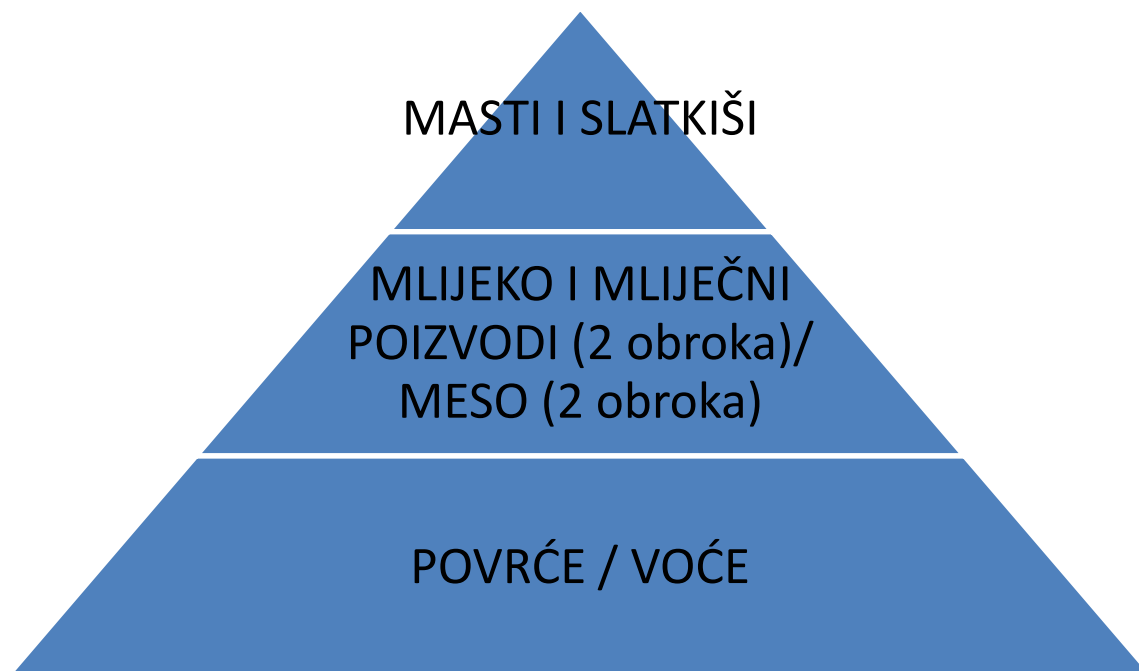 MASTI I SLATKIŠI
MLIJEKO I MLIJEČNI
POIZVODI (2 obroka)/
MESO (2 obroka)
POVRĆE / VOĆE